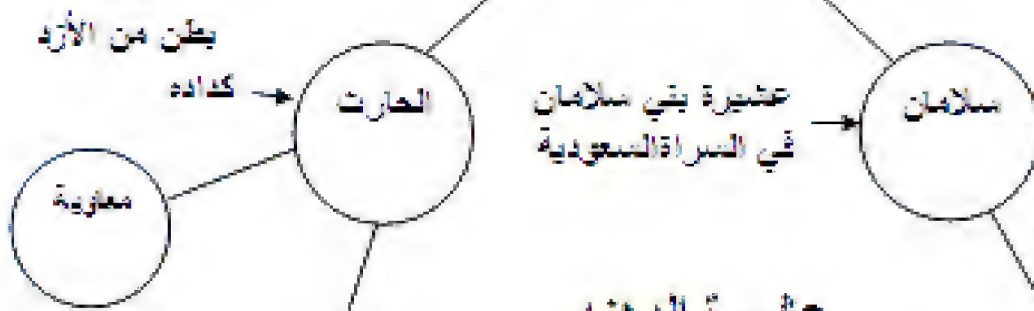 بطن من الأزد
كداده
الحارث
عشيرة بني سلامان
في السراةالسعودية
سلامان
معاوية